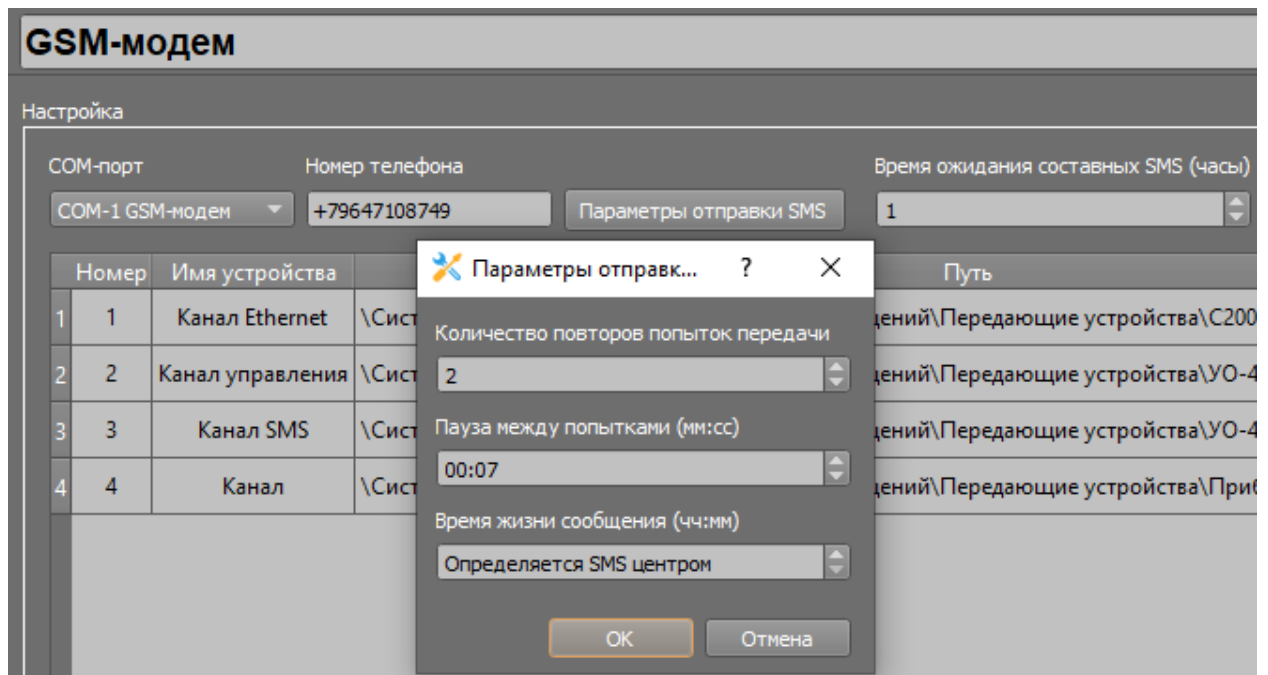 GSM-модем
Настройка
COM-порт Номер телефона Время ожидания составных SMS (часы)
COM-1 GSM-модем +79647108749 Параметры отправки SMS 1
Номер Имя устройства Путь
Параметры отправк... ? X
1 1 Канал Ethernet \Сист дений\Передающие устройства\С200
Количество повторов попыток передачи
2 2 Канал управления \Сист 2 дений\Передающие устройства\УО-4
3 3 Канал SMS \Сист Пауза между попытками (мм:сс) дений\Передающие устройства\УО-4
00:07
4 4 Канал \Сист дений\Передающие устройства\Приб
Время жизни сообщения (чч:мм)
Определяется SMS центром
OK Отмена